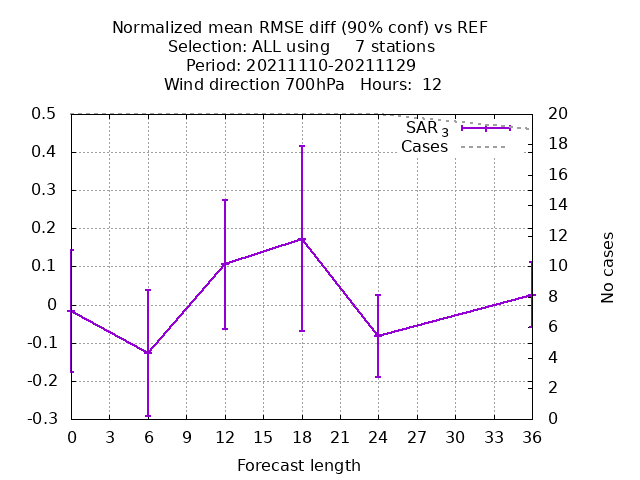 Normalized mean RMSE diff (90% conf) vs REF
Selection: ALL using     7 stations
Period: 20211110-20211129
Wind direction 700hPa   Hours:  12
0.5
0.4
0.3
0.2
0.1
0
-0.1
-0.2
-0.3
SAR 3
Cases
20
18
16
14
12
10
8
6
4
2
0
No cases
0 3 6 9 12 15 18 21 24 27 30 33 36
Forecast length